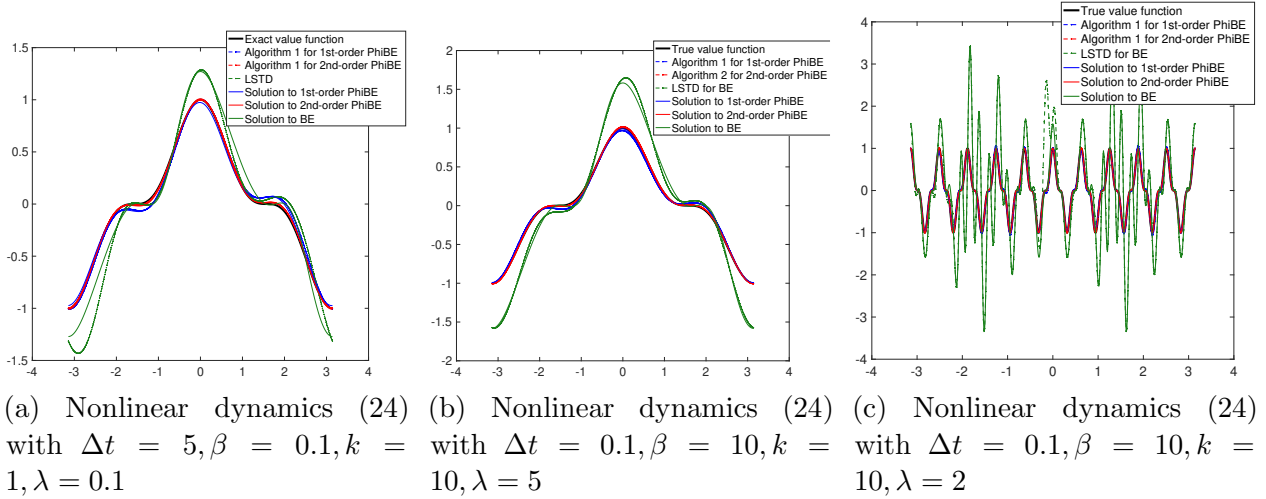 Exact value function
Algorithm 1 for 1st-order PhiBE
Algorithm 1 for 2nd-order PhiBE
LSTD
Solution to 1st-order PhiBE
Solution to 2nd-order PhiBE
Solution to BE
1.5
1
0.5
0
-0.5
-1
-1.5
-4 -3 -2 -1 0 1 2 3 4
(a) Nonlinear dynamics (24)
with Δt = 5, β = 0.1, k =
1, λ = 0.1
True value function
Algorithm 1 for 1st-order PhiBE
Algorithm 2 for 2nd-order PhiBE
LSTD for BE
Solution to 1st-order PhiBE
Solution to 2nd-order PhiBE
Solution to BE
2
1.5
1
0.5
0
-0.5
-1
-1.5
-2
-4 -3 -2 -1 0 1 2 3 4
(b) Nonlinear dynamics (24)
with Δt = 0.1, β = 10, k =
10, λ = 5
True value function
Algorithm 1 for 1st-order PhiBE
Algorithm 1 for 2nd-order PhiBE
LSTD for BE
Solution to 1st-order PhiBE
Solution to 2nd-order PhiBE
Solution to BE
4
3
2
1
0
-1
-2
-3
-4
-4 -3 -2 -1 0 1 2 3 4
(c) Nonlinear dynamics (24)
with Δt = 0.1, β = 10, k =
10, λ = 2